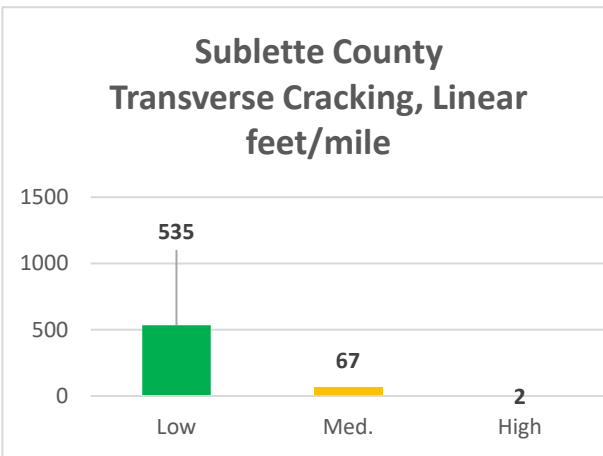 Sublette County
Transverse Cracking, Linear
feet/mile
1500
1000
500
0
535
67
2
Low
Med.
High